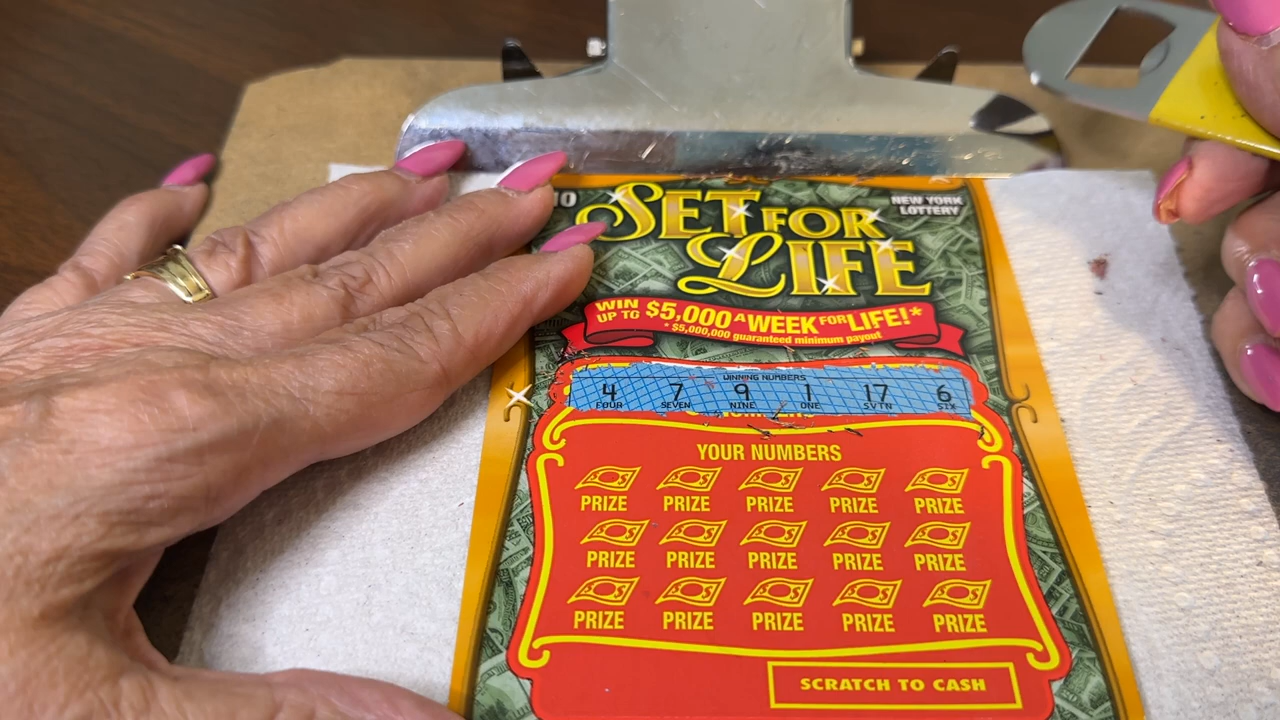 10
SET FOR
LIFE
NEW YORK
LOTTERY
WIN
UP TO $5,000 A WEEK FOR LIFE!*
* $5,000,000 guaranteed minimum payout
WINNING NUMBERS
4 7 9 1 17 6
FOUR SEVEN NINE ONE SVTN SIX
YOUR NUMBERS
PRIZE PRIZE PRIZE PRIZE PRIZE
PRIZE PRIZE PRIZE PRIZE PRIZE
PRIZE PRIZE PRIZE PRIZE PRIZE
SCRATCH TO CASH